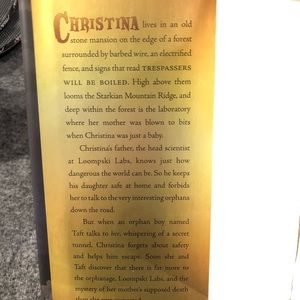 CHRISTINA lives in an old
stone mansion on the edge of a forest
surrounded by barbed wire, an electrified
fence, and signs that read TRESPASSERS
WILL BE BOILED. High above them
looms the Starkian Mountain Ridge, and
deep within the forest is the laboratory
where her mother was blown to bits
when Christina was just a baby.
Christina's father, the head scientist
at Loompski Labs, knows just how
dangerous the world can be. So he keeps
his daughter safe at home and forbids
her to talk to the very interesting orphans
down the road.
But when an orphan boy named
Taft talks to her, whispering of a secret
tunnel, Christina forgets about safety
and helps him escape. Soon she and
Taft discover that there is far more to
the orphanage, Loompski Labs, and the
mystery of her mother's supposed death
than